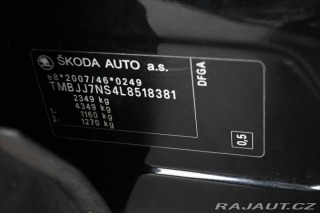 ŠKODA AUTO a.s.
e8*2007/46*0249
TMBJJ7NS4L8518381
2349 kg
4349 kg
1- 1160 kg
2- 1270 kg
DFGA
0,5
RAJAUT.CZ